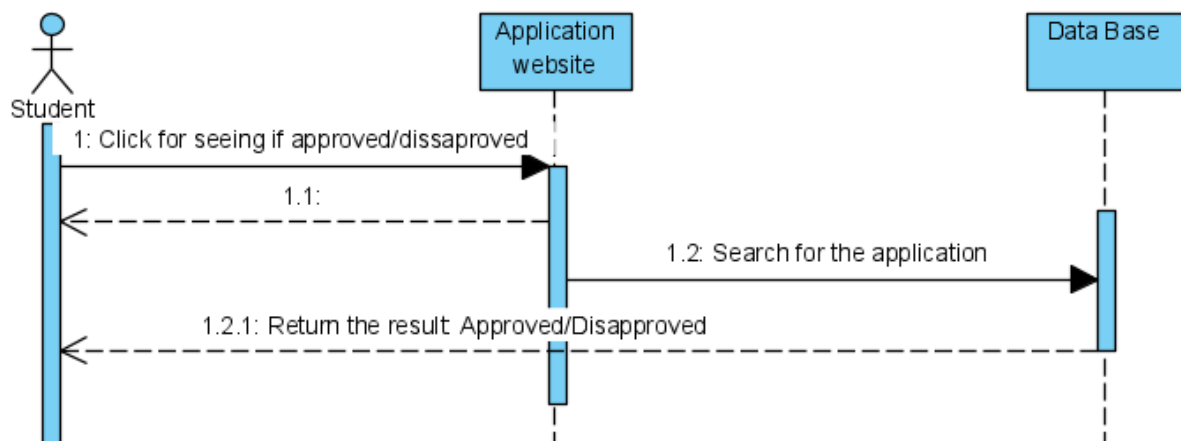 Application
website
Data Base
Student
1: Click for seeing if approved/dissaproved
1.1:
1.2: Search for the application
1.2.1: Return the result: Approved/Disapproved